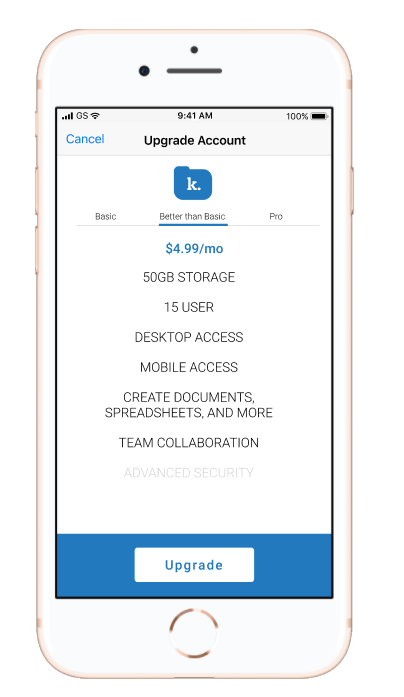 GS 9:41 AM 100%
Cancel Upgrade Account
k.
Basic Better than Basic Pro
$4.99/mo
50GB STORAGE
15 USER
DESKTOP ACCESS
MOBILE ACCESS
CREATE DOCUMENTS,
SPREADSHEETS, AND MORE
TEAM COLLABORATION
ADVANCED SECURITY
Upgrade